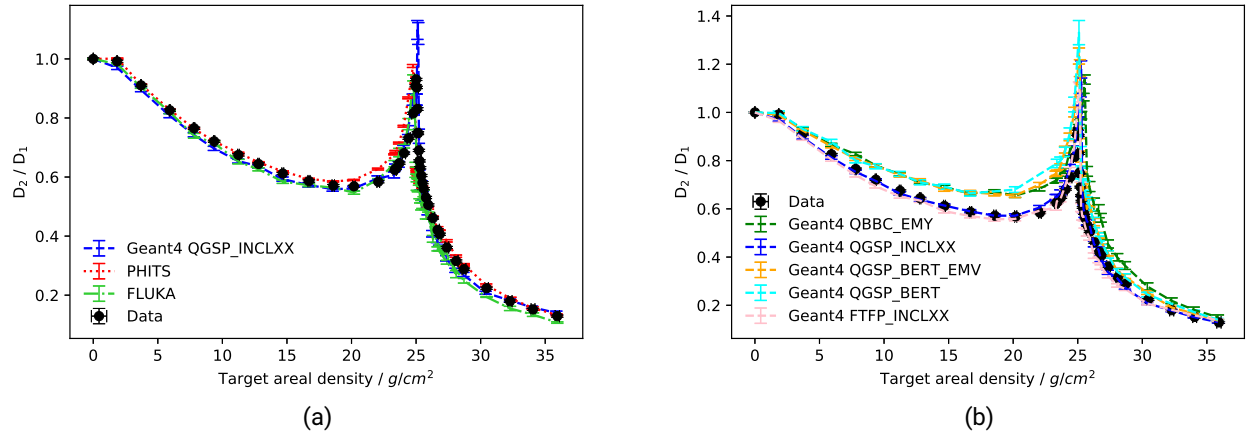 1.0
0.8
0.6
0.4
0.2
D₂ / D₁
Geant4 QGSP_INCLXX
PHITS
FLUKA
Data
0 5 10 15 20 25 30 35
Target areal density / g/cm²
(a)
1.4
1.2
1.0
0.8
0.6
0.4
0.2
D₂ / D₁
Data
Geant4 QBBC_EMY
Geant4 QGSP_INCLXX
Geant4 QGSP_BERT_EMV
Geant4 QGSP_BERT
Geant4 FTFP_INCLXX
0 5 10 15 20 25 30 35
Target areal density / g/cm²
(b)